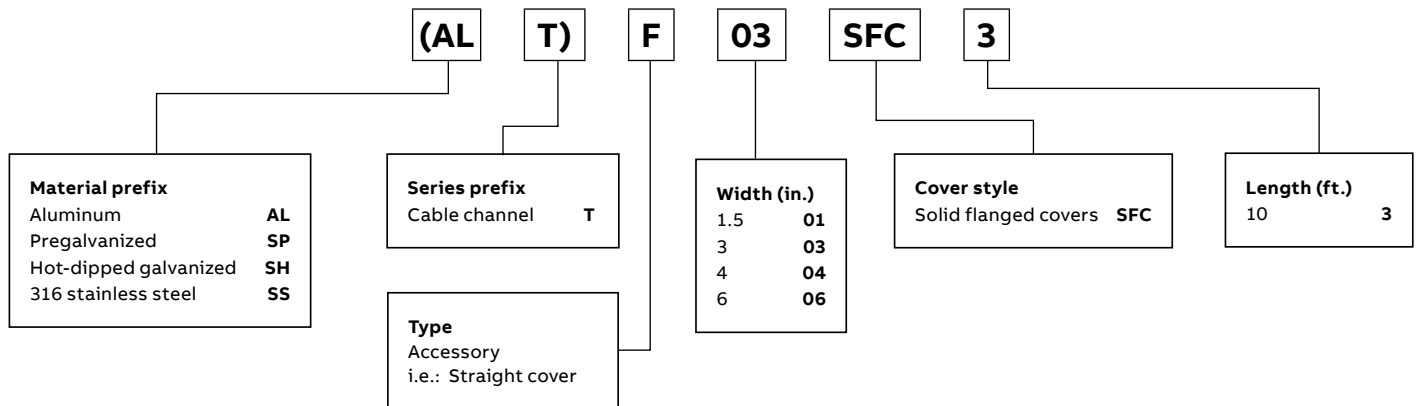 (AL T) F 03 SFC 3
Material prefix
Aluminum AL
Pregalvanized SP
Hot-dipped galvanized SH
316 stainless steel SS
Series prefix
Cable channel T
Type
Accessory
i.e.: Straight cover
Width (in.)
1.5 01
3 03
4 04
6 06
Cover style
Solid flanged covers SFC
Length (ft.)
10 3